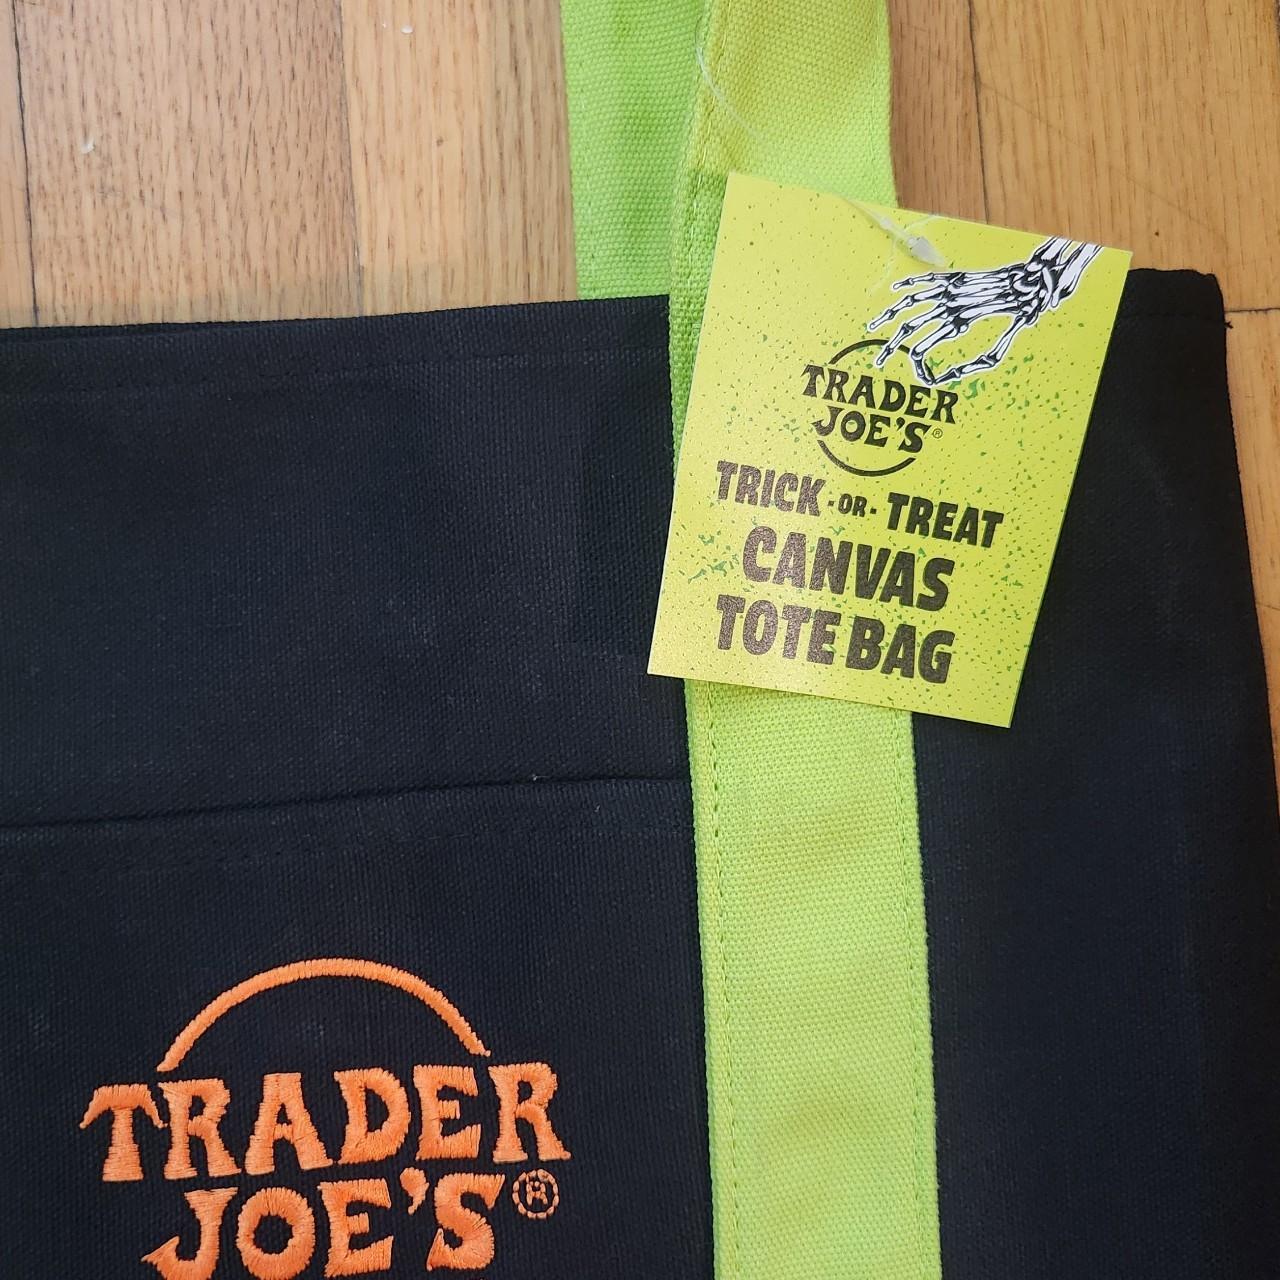 TRADER
JOE'S®
TRICK -OR- TREAT
CANVAS
TOTE BAG
TRADER
JOE'S®